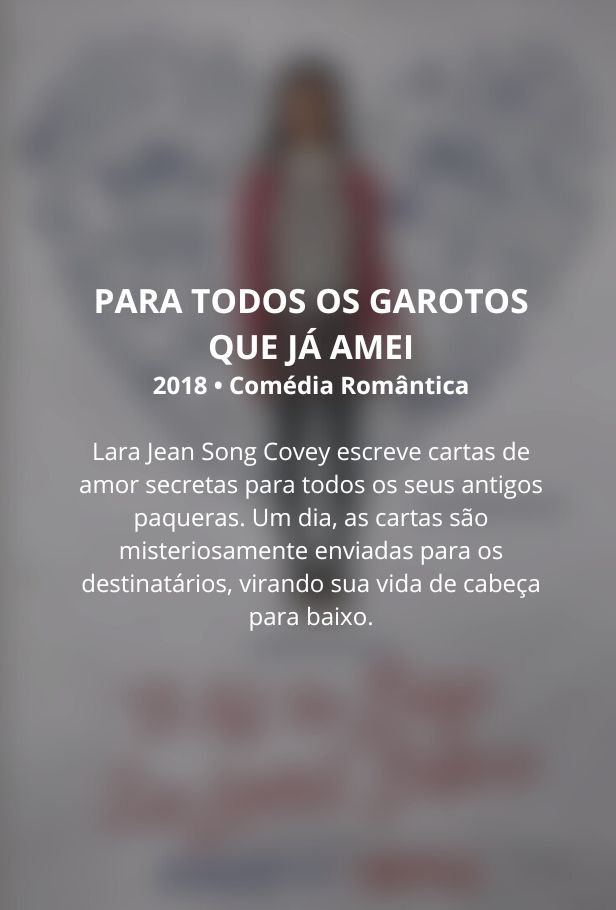 PARA TODOS OS GAROTOS
QUE JÁ AMEI
2018 • Comédia Romântica
Lara Jean Song Covey escreve cartas de
amor secretas para todos os seus antigos
paqueras. Um dia, as cartas são
misteriosamente enviadas para os
destinatários, virando sua vida de cabeça
para baixo.